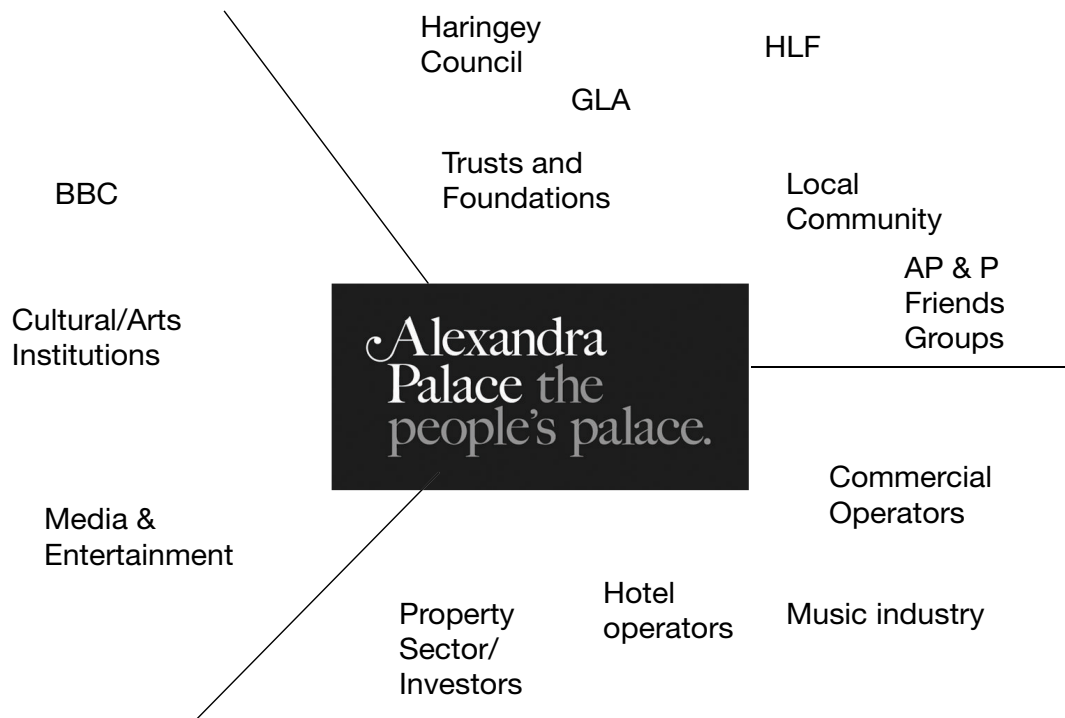 Haringey
Council
HLF
GLA
Trusts and
Foundations
BBC
Local
Community
AP & P
Friends
Groups
Cultural/Arts
Institutions
Alexandra
Palace the
people's palace.
Commercial
Operators
Media &
Entertainment
Property
Sector/
Investors
Hotel
operators
Music industry